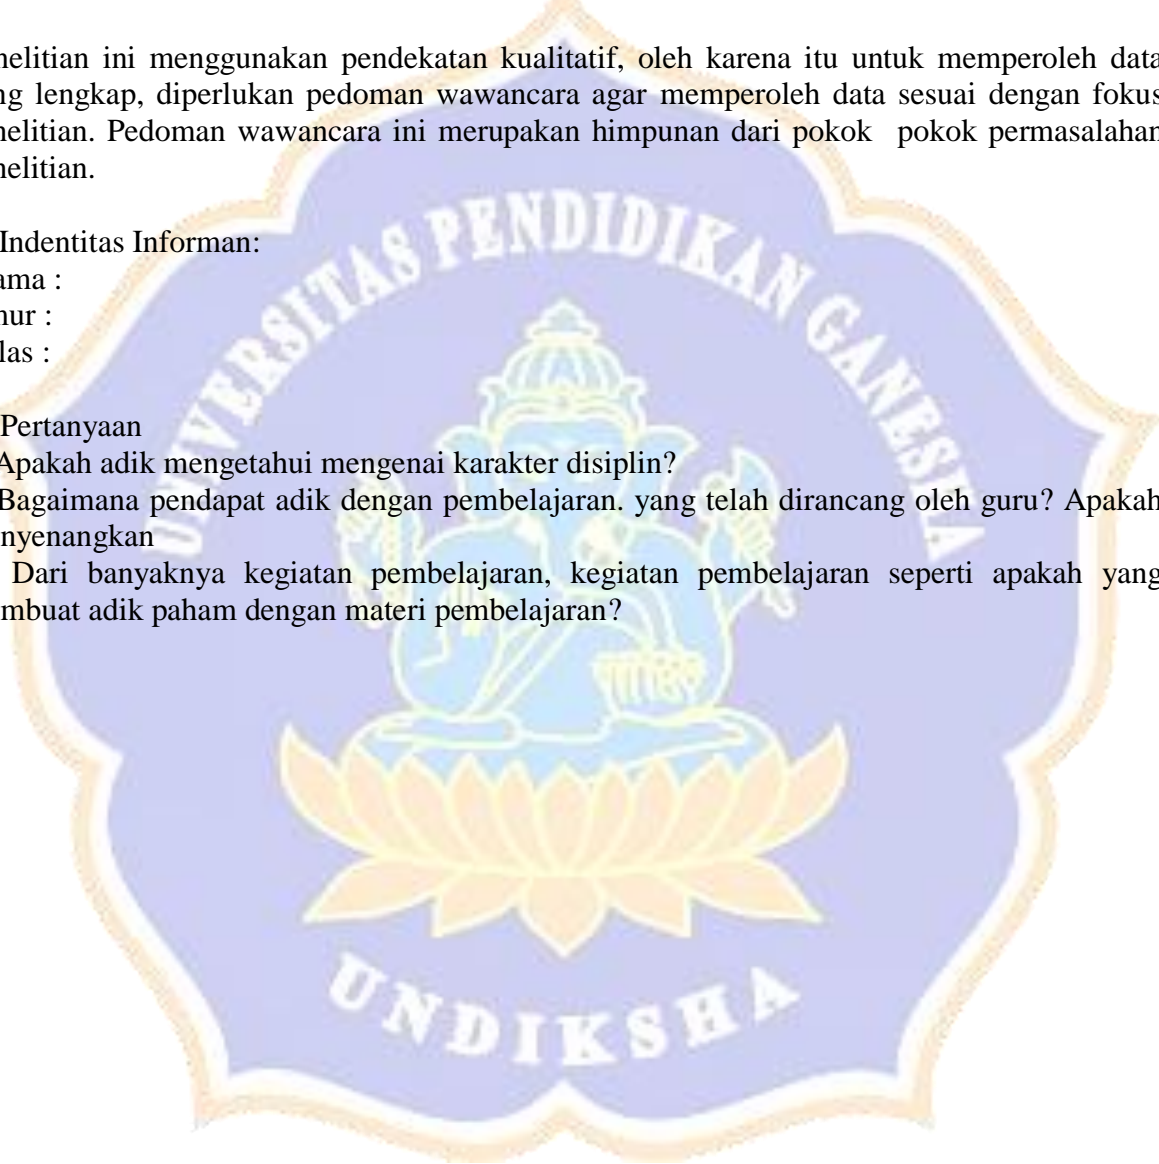 nelitian ini menggunakan pendekatan kualitatif, oleh karena itu untuk memperoleh data
ng lengkap, diperlukan pedoman wawancara agar memperoleh data sesuai dengan fokus
nelitian. Pedoman wawancara ini merupakan himpunan dari pokok pokok permasalahan
nelitian.
Indentitas Informan:
ama :
mur :
las :
Pertanyaan
Apakah adik mengetahui mengenai karakter disiplin?
Bagaimana pendapat adik dengan pembelajaran. yang telah dirancang oleh guru? Apakah
nyenangkan
Dari banyaknya kegiatan pembelajaran, kegiatan pembelajaran seperti apakah yang
mbuat adik paham dengan materi pembelajaran?
UNIVERSITAS PENDIDIKAN GANESHA
UNDIKSHA